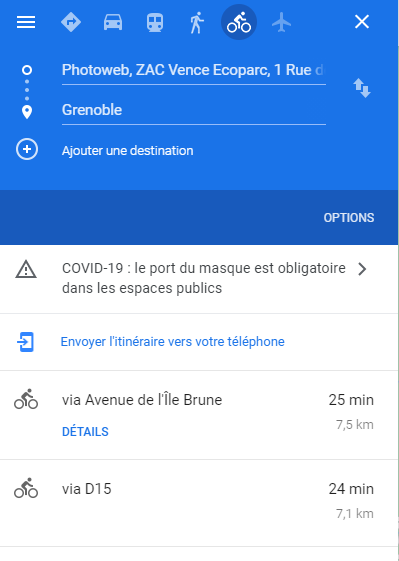 Photoweb, ZAC Vence Ecoparc, 1 Rue d
Grenoble
Ajouter une destination
OPTIONS
COVID-19 : le port du masque est obligatoire
dans les espaces publics
Envoyer l'itinéraire vers votre téléphone
via Avenue de l'Île Brune 25 min
DÉTAILS 7,5 km
via D15 24 min
7,1 km